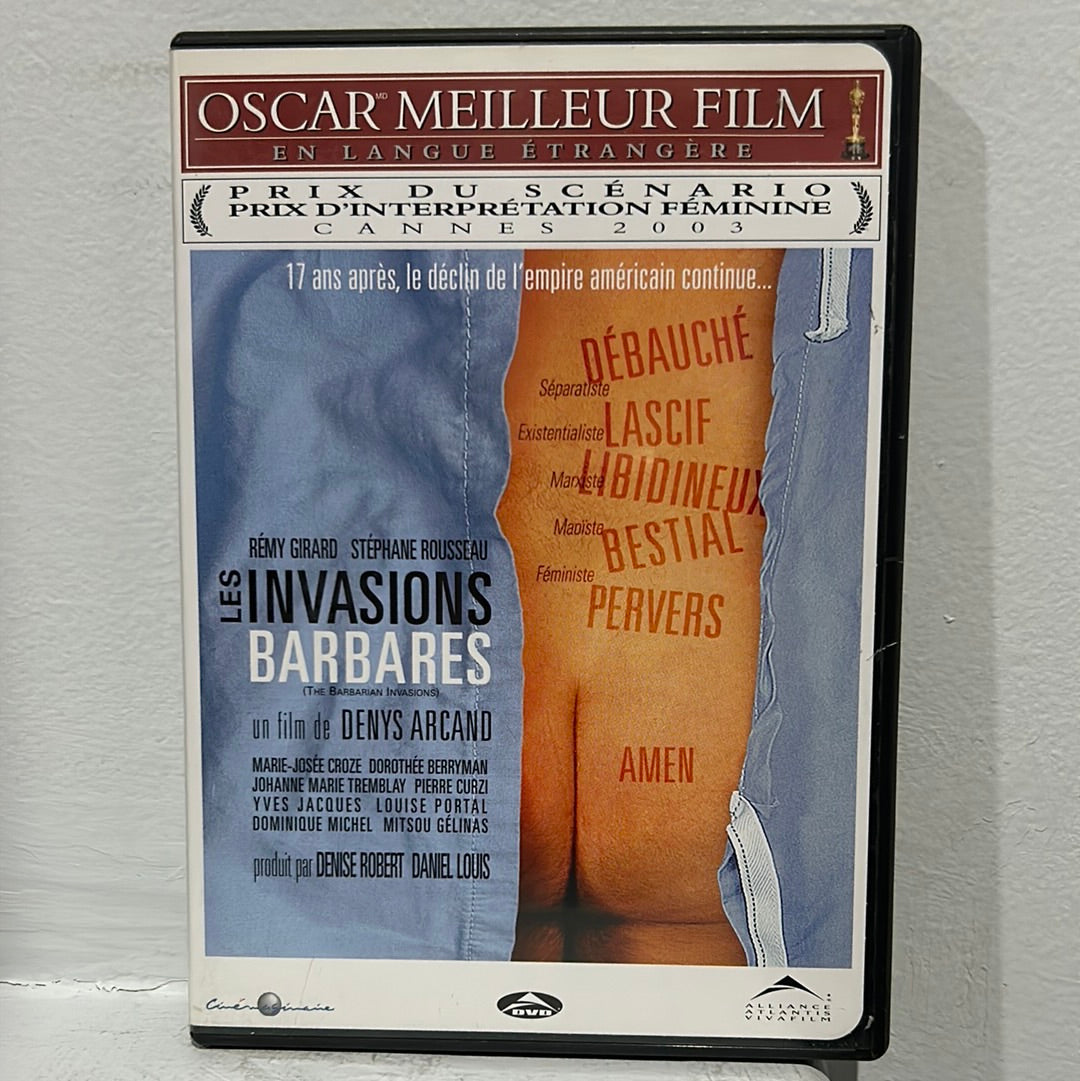 OSCAR MD MEILLEUR FILM
EN LANGUE ÉTRANGÈRE
PRIX DU SCÉNARIO
PRIX D'INTERPRÉTATION FÉMININE
CANNES 2003
17 ans après, le déclin de l'empire américain continue...
DÉBAUCHÉ
Séparatiste
LASCIF
Existentialiste
LIBIDINEUX
Marxiste
BESTIAL
Maoïste
PERVERS
Féministe
AMEN
RÉMY GIRARD STÉPHANE ROUSSEAU
LES INVASIONS
BARBARES
(THE BARBARIAN INVASIONS)
un film de DENYS ARCAND
MARIE-JOSÉE CROZE DOROTHÉE BERRYMAN
JOHANNE MARIE TREMBLAY PIERRE CURZI
YVES JACQUES LOUISE PORTAL
DOMINIQUE MICHEL MITSOU GÉLINAS
produit par DENISE ROBERT DANIEL LOUIS
Cinémaginaire
DVD
ALLIANCE
ATLANTIS
VIVAFILM